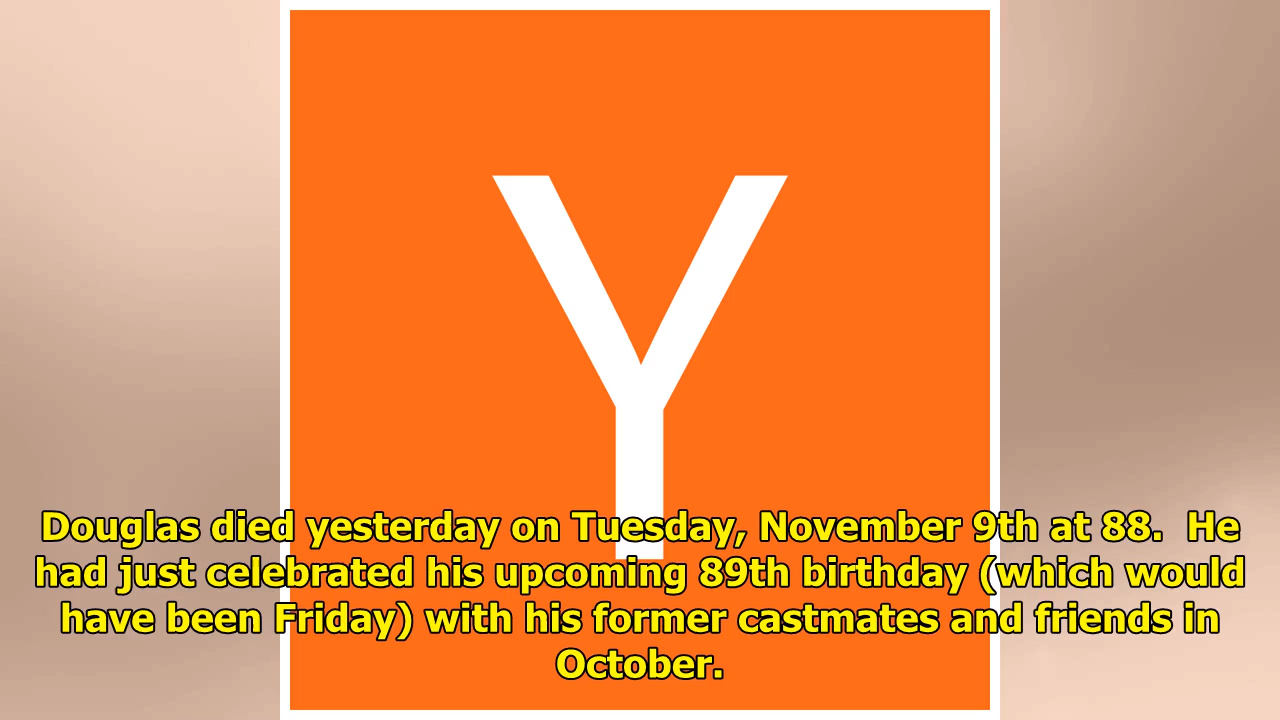 Y
Douglas died yesterday on Tuesday, November 9th at 88.  He
had just celebrated his upcoming 89th birthday (which would
have been Friday) with his former castmates and friends in
October.